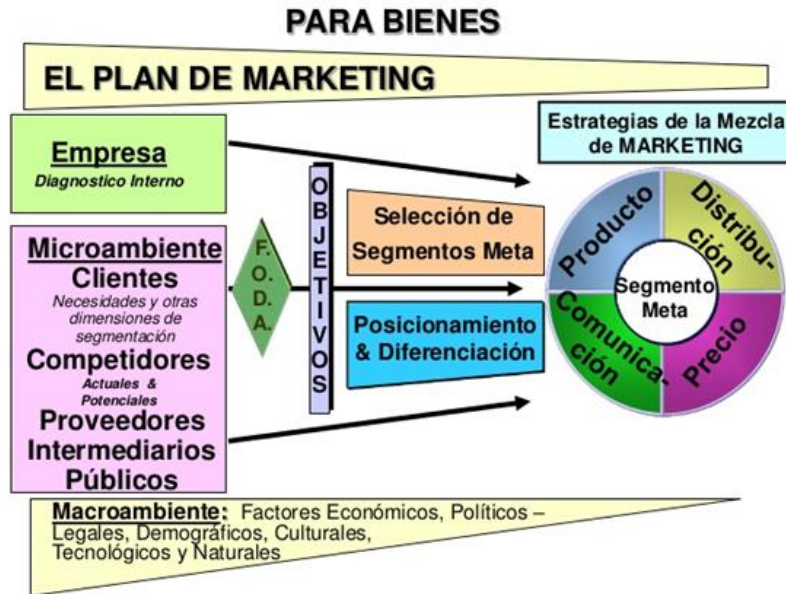 PARA BIENES
EL PLAN DE MARKETING
Empresa
Diagnostico Interno
Microambiente
Clientes
Necesidades y otras
dimensiones de
segmentación
Competidores
Actuales &
Potenciales
Proveedores
Intermediarios
Públicos
F.
O.
D.
A.
OBJETIVOS
Selección de
Segmentos Meta
Posicionamiento
& Diferenciación
Estrategias de la Mezcla
de MARKETING
Producto
Distribu-
ción
Segmento
Meta
Comunica-
ción
Precio
Macroambiente: Factores Económicos, Políticos –
Legales, Demográficos, Culturales,
Tecnológicos y Naturales